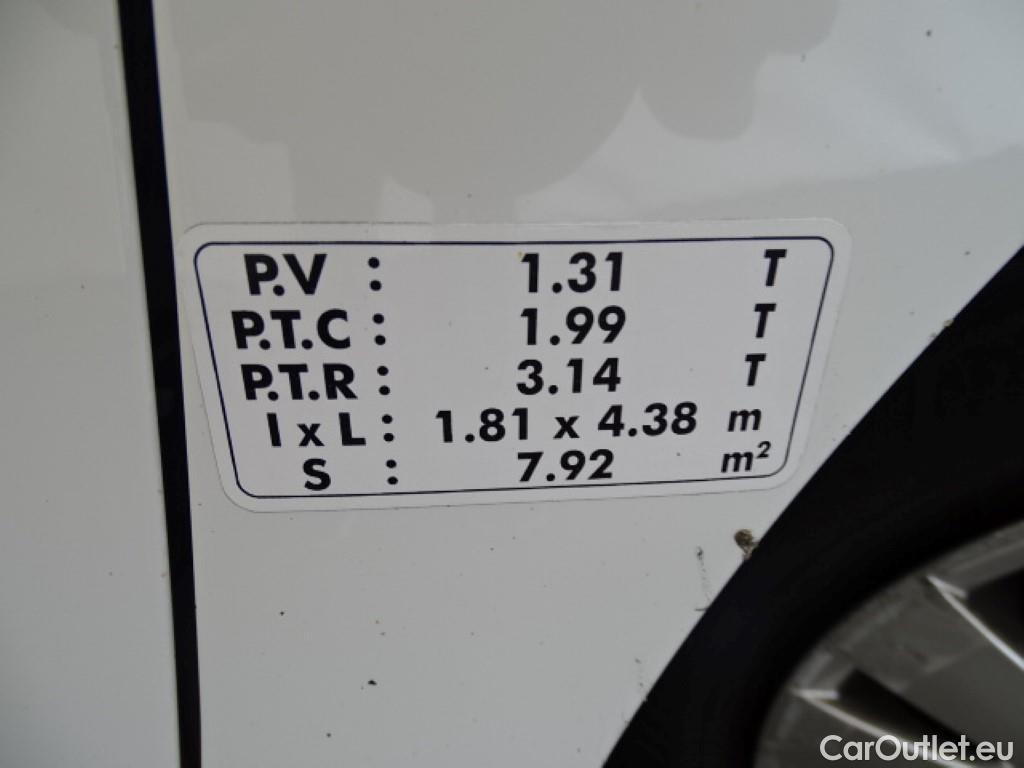 P.V : 1.31 T
P.T.C : 1.99 T
P.T.R : 3.14 T
l x L : 1.81 x 4.38 m
S : 7.92 m²
CarOutlet.eu